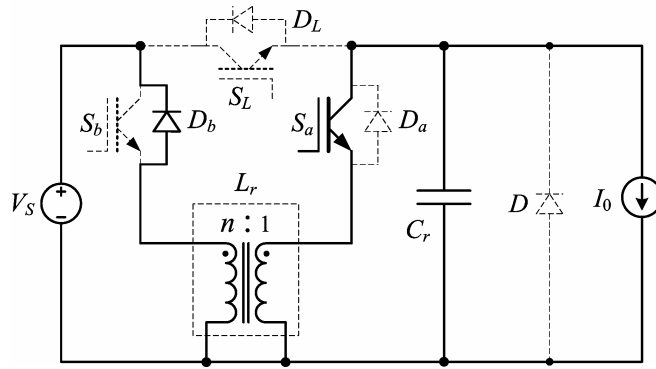 D_L
S_L
S_b
D_b
S_a
D_a
L_r
n : 1
V_S
+
−
C_r
D
I_0